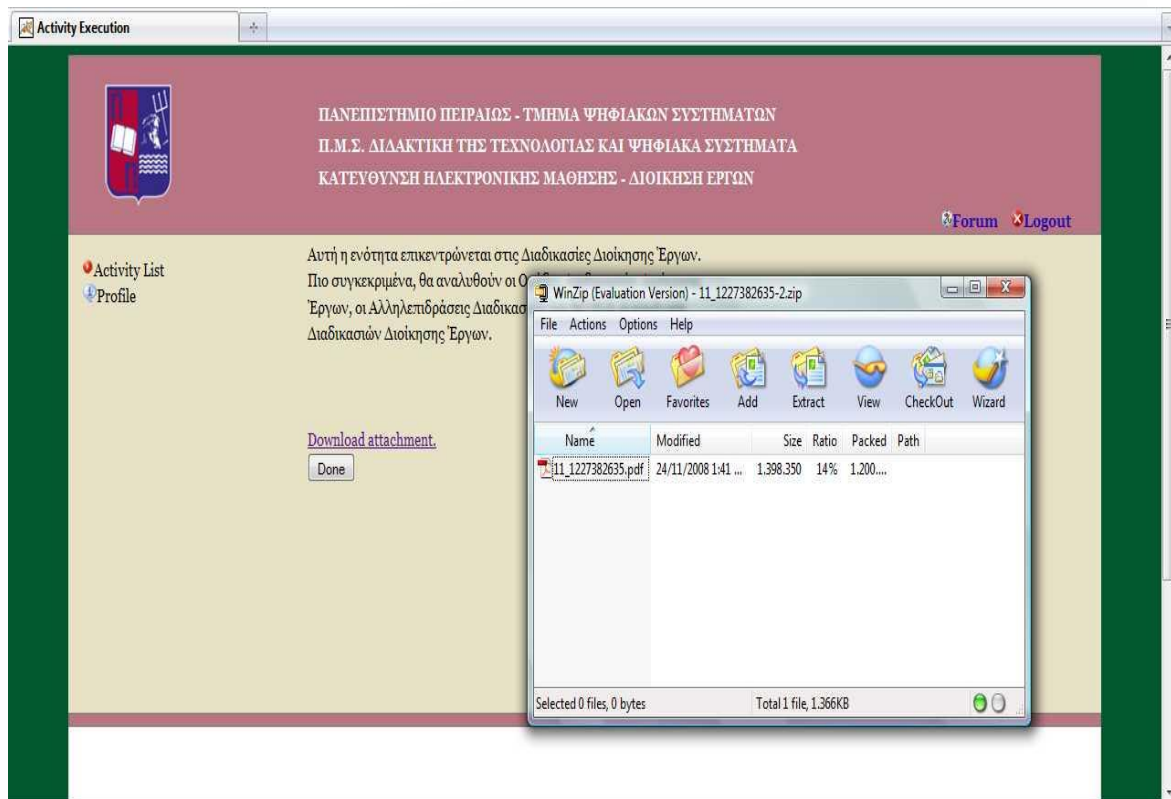 Activity Execution
ΠΑΝΕΠΙΣΤΗΜΙΟ ΠΕΙΡΑΙΩΣ - ΤΜΗΜΑ ΨΗΦΙΑΚΩΝ ΣΥΣΤΗΜΑΤΩΝ
Π.Μ.Σ. ΔΙΔΑΚΤΙΚΗ ΤΗΣ ΤΕΧΝΟΛΟΓΙΑΣ ΚΑΙ ΨΗΦΙΑΚΑ ΣΥΣΤΗΜΑΤΑ
ΚΑΤΕΥΘΥΝΣΗ ΗΛΕΚΤΡΟΝΙΚΗΣ ΜΑΘΗΣΗΣ - ΔΙΟΙΚΗΣΗ ΕΡΓΩΝ
Forum Logout
Activity List
Profile
Αυτή η ενότητα επικεντρώνεται στις Διαδικασίες Διοίκησης Έργων.
Πιο συγκεκριμένα, θα αναλυθούν οι
Έργων, οι Αλληλεπιδράσεις
Διαδικασιών Διοίκησης Έργων.
Download attachment.
Done
WinZip (Evaluation Version) - 11_1227382635-2.zip
File Actions Options Help
New Open Favorites Add Extract View CheckOut Wizard
Name Modified Size Ratio Packed Path
11_1227382635.pdf 24/11/2008 1:41 ... 1.398.350 14% 1.200....
Selected 0 files, 0 bytes Total 1 file, 1.366KB